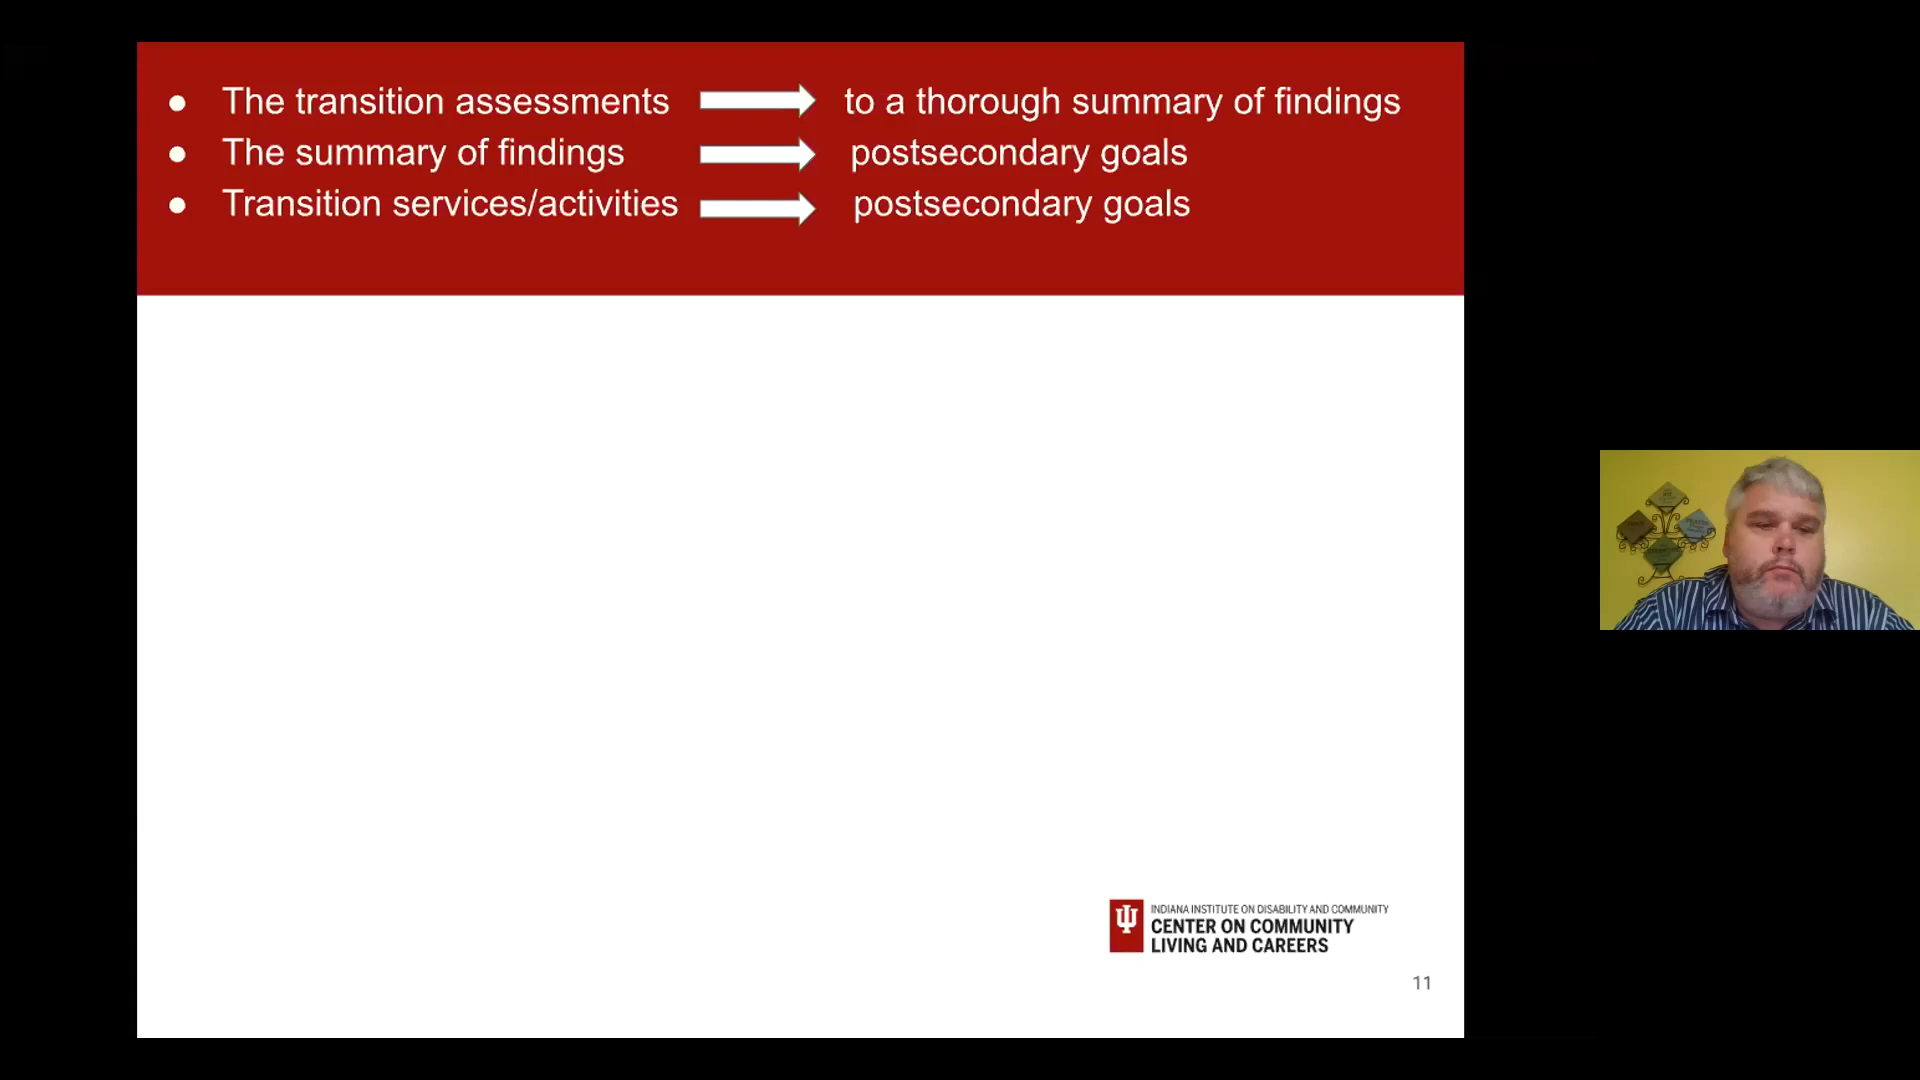 ● The transition assessments to a thorough summary of findings
● The summary of findings postsecondary goals
● Transition services/activities postsecondary goals
INDIANA INSTITUTE ON DISABILITY AND COMMUNITY
CENTER ON COMMUNITY
LIVING AND CAREERS
11